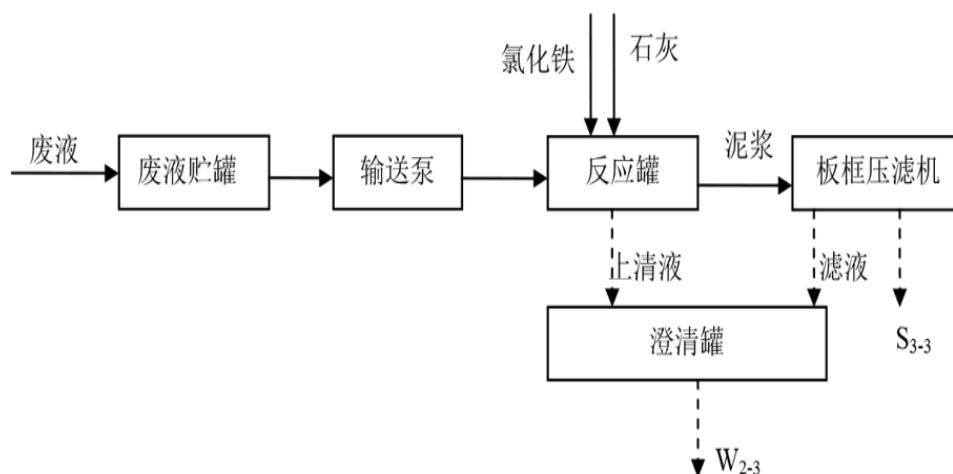 氯化铁
石灰
废液
废液贮罐
输送泵
反应罐
泥浆
板框压滤机
上清液
滤液
澄清罐
S3-3
W2-3